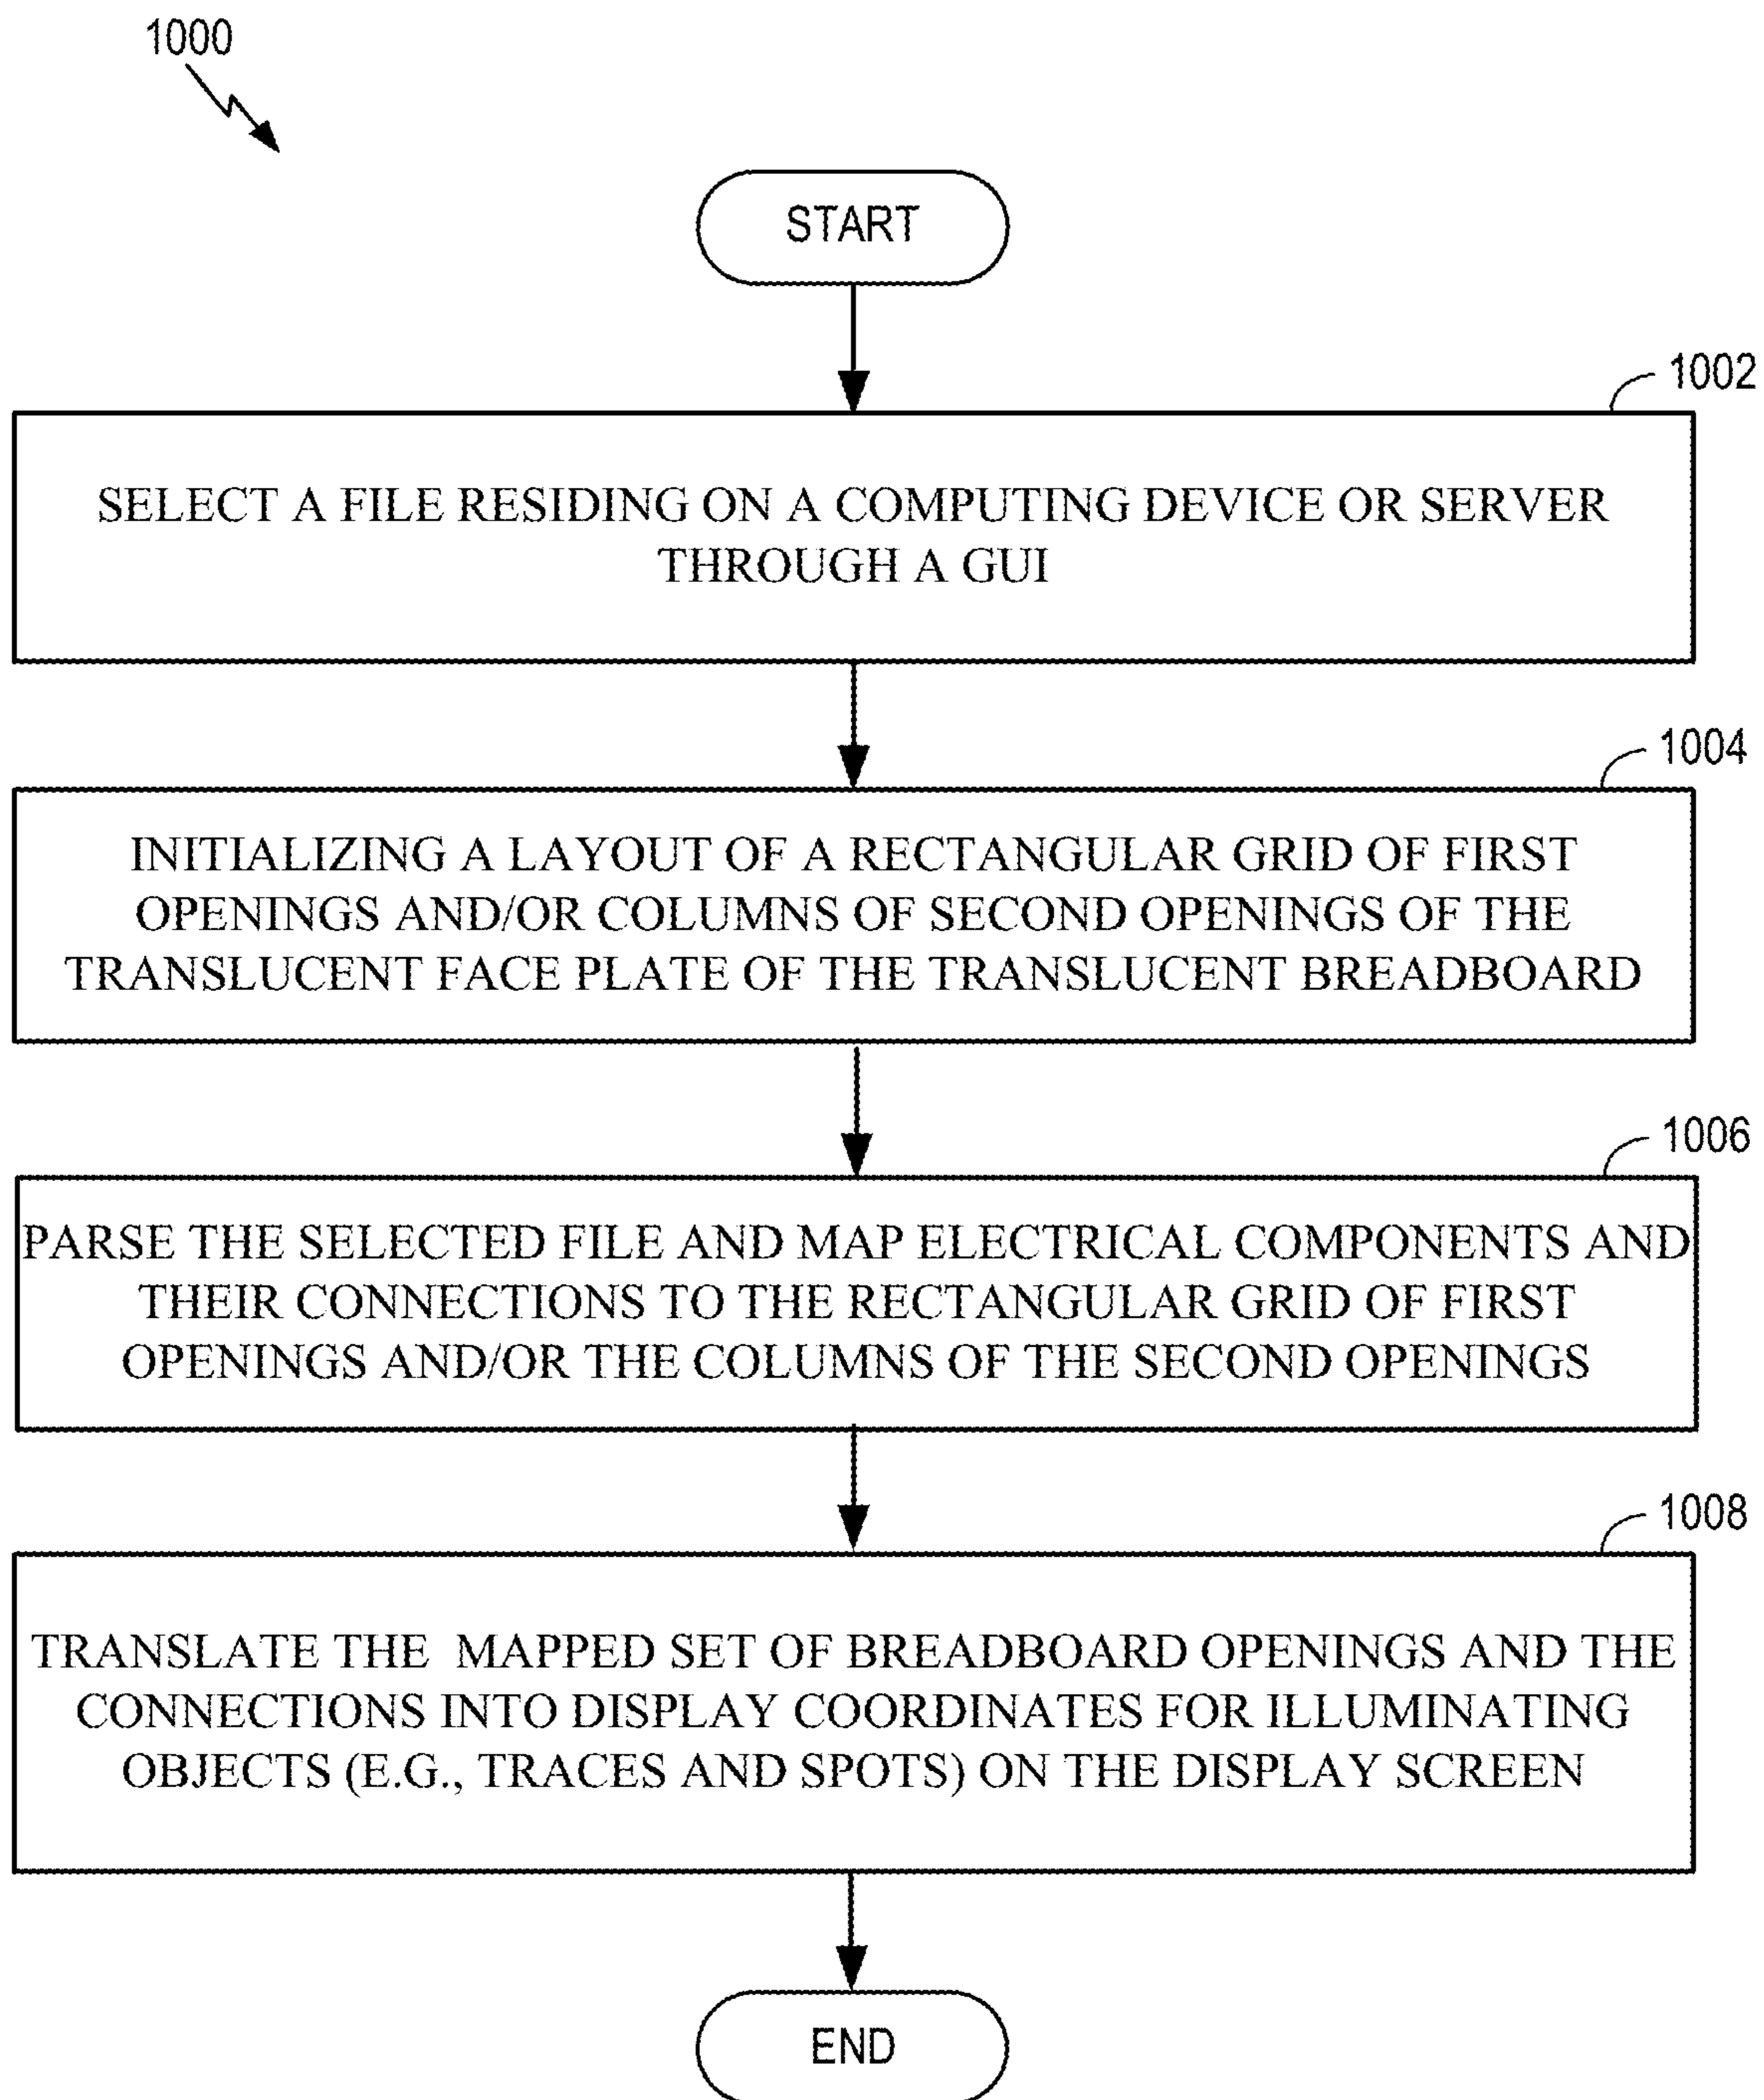 1000
START
1002
SELECT A FILE RESIDING ON A COMPUTING DEVICE OR SERVER
THROUGH A GUI
1004
INITIALIZING A LAYOUT OF A RECTANGULAR GRID OF FIRST
OPENINGS AND/OR COLUMNS OF SECOND OPENINGS OF THE
TRANSLUCENT FACE PLATE OF THE TRANSLUCENT BREADBOARD
1006
PARSE THE SELECTED FILE AND MAP ELECTRICAL COMPONENTS AND
THEIR CONNECTIONS TO THE RECTANGULAR GRID OF FIRST
OPENINGS AND/OR THE COLUMNS OF THE SECOND OPENINGS
1008
TRANSLATE THE MAPPED SET OF BREADBOARD OPENINGS AND THE
CONNECTIONS INTO DISPLAY COORDINATES FOR ILLUMINATING
OBJECTS (E.G., TRACES AND SPOTS) ON THE DISPLAY SCREEN
END